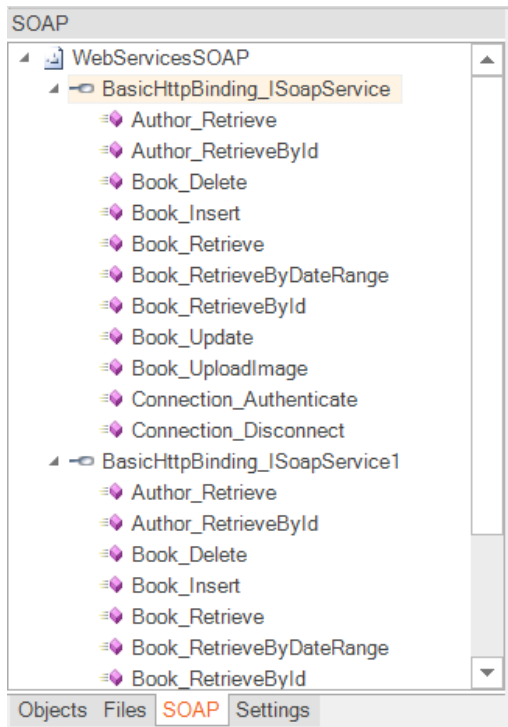 SOAP
WebServicesSOAP
BasicHttpBinding_ISoapService
Author_Retrieve
Author_RetrieveById
Book_Delete
Book_Insert
Book_Retrieve
Book_RetrieveByDateRange
Book_RetrieveById
Book_Update
Book_UploadImage
Connection_Authenticate
Connection_Disconnect
BasicHttpBinding_ISoapService1
Author_Retrieve
Author_RetrieveById
Book_Delete
Book_Insert
Book_Retrieve
Book_RetrieveByDateRange
Book_RetrieveById
Objects Files SOAP Settings